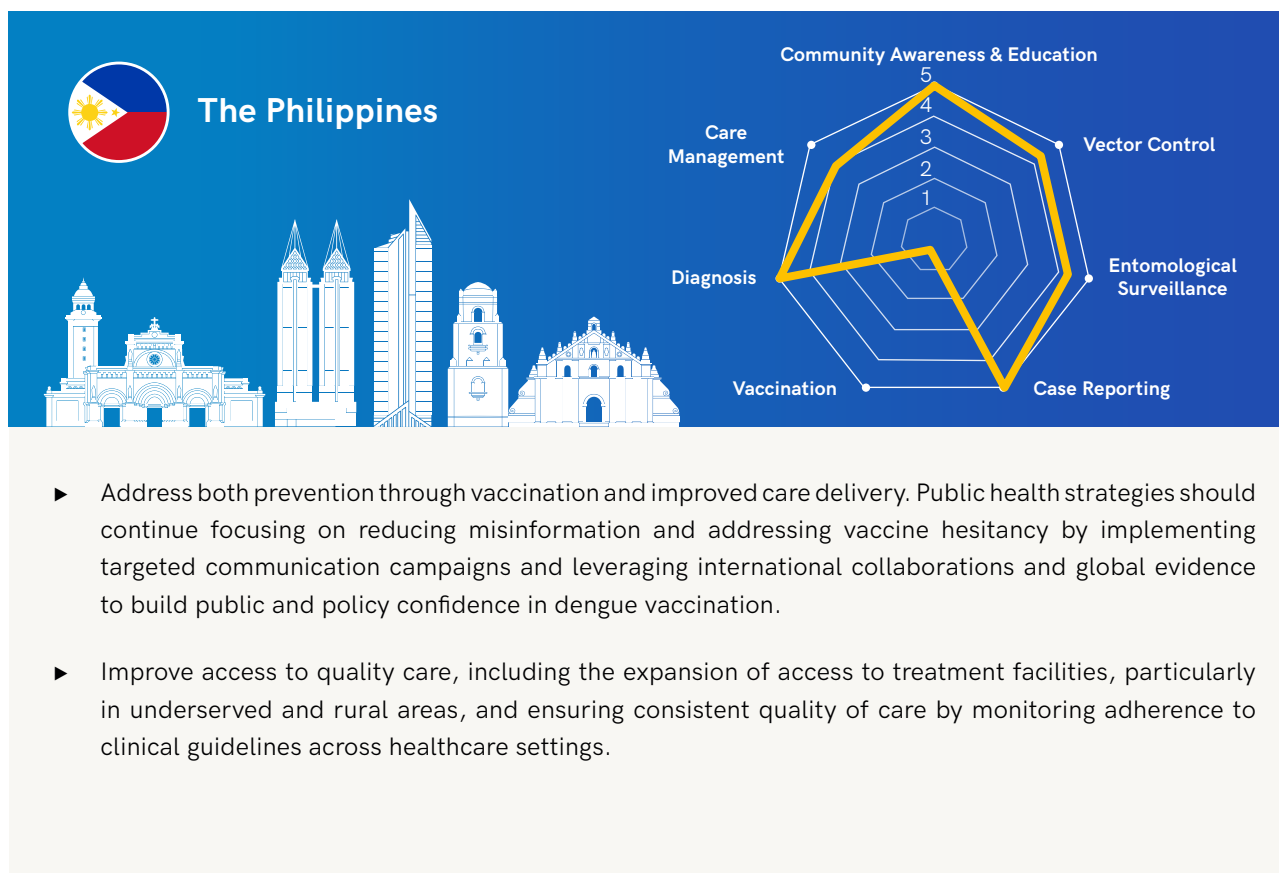 The Philippines
Community Awareness & Education
5
4
3
2
1
Care
Management
Vector Control
Diagnosis
Entomological
Surveillance
Vaccination
Case Reporting
► Address both prevention through vaccination and improved care delivery. Public health strategies should
continue focusing on reducing misinformation and addressing vaccine hesitancy by implementing
targeted communication campaigns and leveraging international collaborations and global evidence
to build public and policy confidence in dengue vaccination.
► Improve access to quality care, including the expansion of access to treatment facilities, particularly
in underserved and rural areas, and ensuring consistent quality of care by monitoring adherence to
clinical guidelines across healthcare settings.